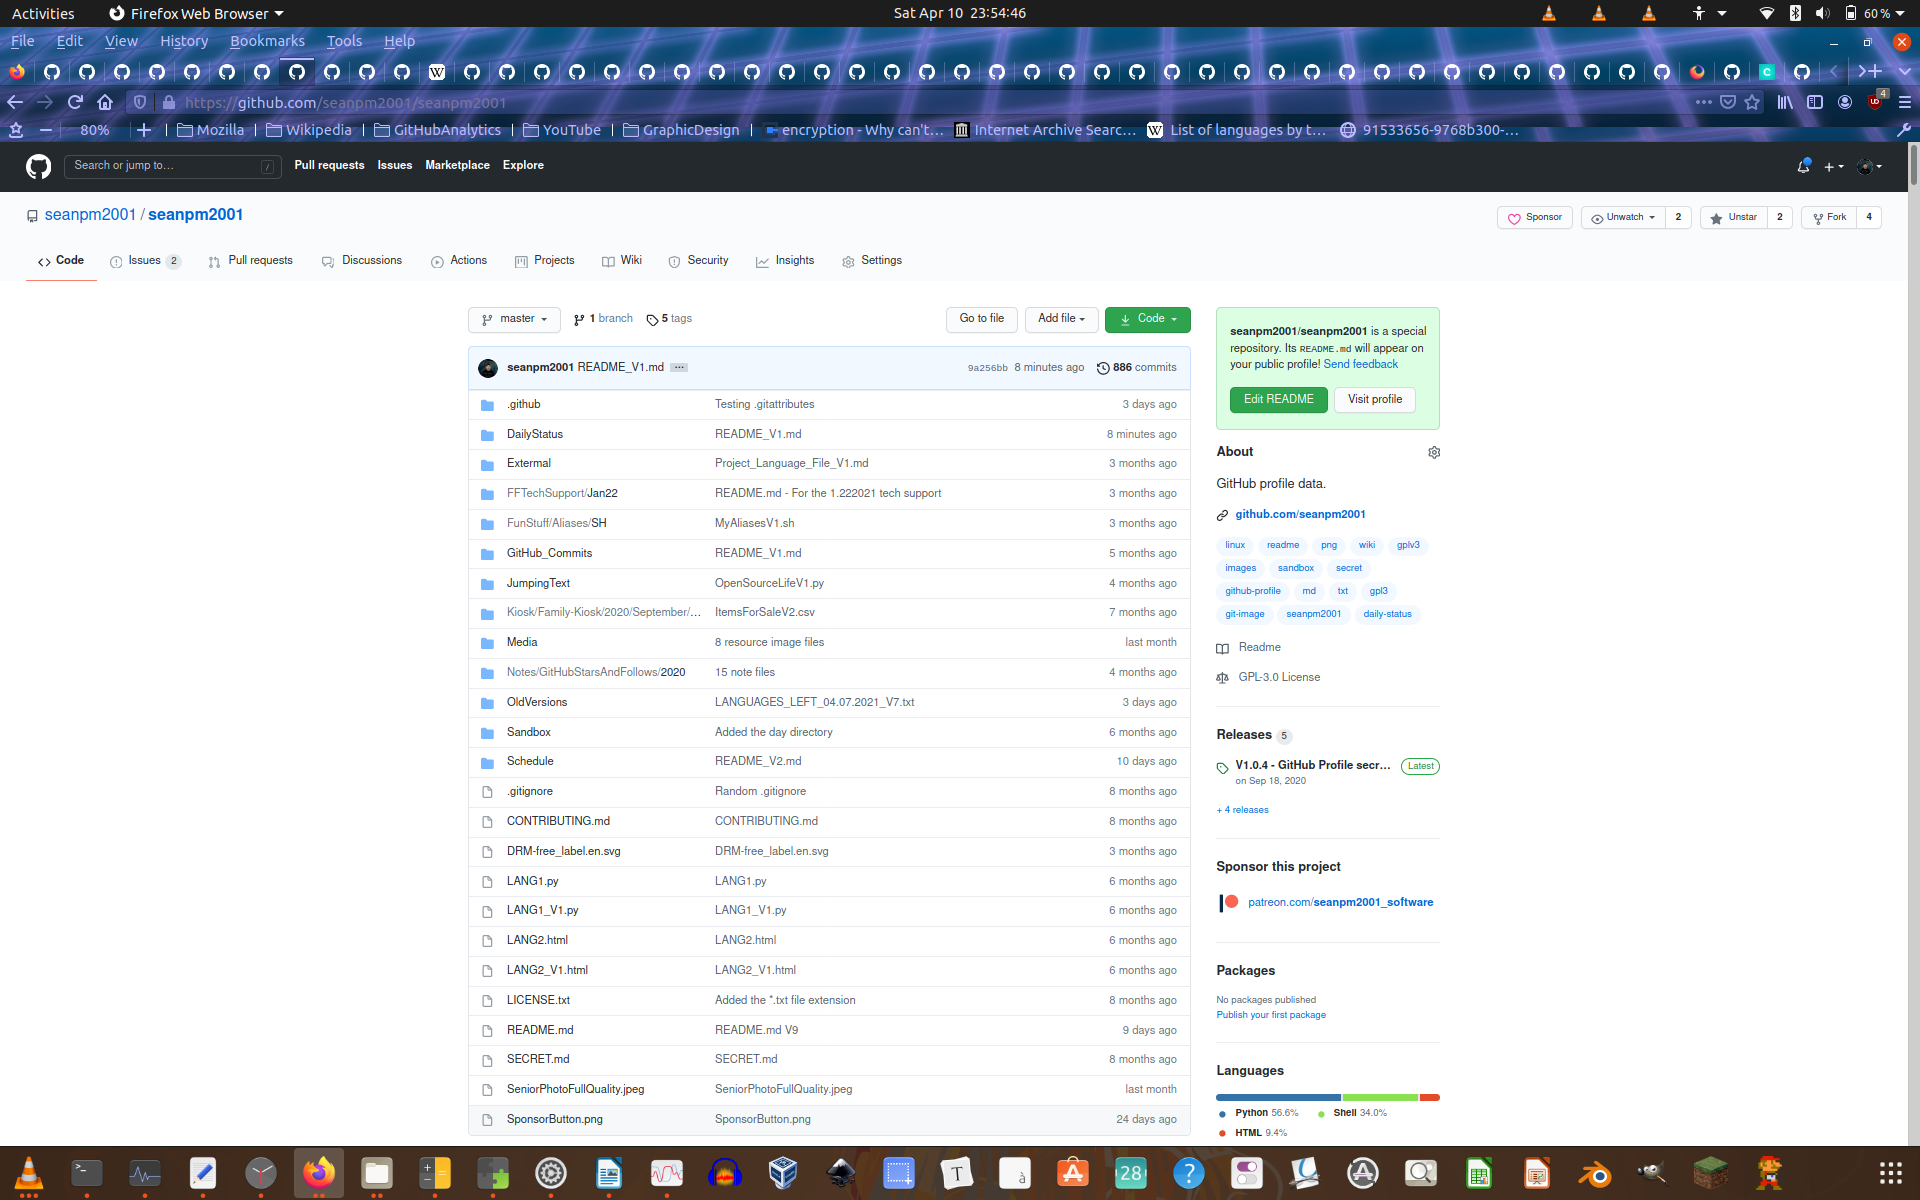 Activities Firefox Web Browser Sat Apr 10 23:54:46 60 %
File Edit View History Bookmarks Tools Help
https://github.com/seanpm2001/seanpm2001 4
80% Mozilla Wikipedia GitHubAnalytics YouTube GraphicDesign encryption - Why can't… Internet Archive Searc… List of languages by t… 91533656-9768b300-…
Search or jump to… / Pull requests Issues Marketplace Explore
seanpm2001 / seanpm2001 Sponsor Unwatch 2 Unstar 2 Fork 4
Code Issues 2 Pull requests Discussions Actions Projects Wiki Security Insights Settings
master 1 branch 5 tags Go to file Add file Code
seanpm2001 README_V1.md … 9a256bb 8 minutes ago 886 commits
.github Testing .gitattributes 3 days ago
DailyStatus README_V1.md 8 minutes ago
Extermal Project_Language_File_V1.md 3 months ago
FFTechSupport/Jan22 README.md - For the 1.222021 tech support 3 months ago
FunStuff/Aliases/SH MyAliasesV1.sh 3 months ago
GitHub_Commits README_V1.md 5 months ago
JumpingText OpenSourceLifeV1.py 4 months ago
Kiosk/Family-Kiosk/2020/September/… ItemsForSaleV2.csv 7 months ago
Media 8 resource image files last month
Notes/GitHubStarsAndFollows/2020 15 note files 4 months ago
OldVersions LANGUAGES_LEFT_04.07.2021_V7.txt 3 days ago
Sandbox Added the day directory 6 months ago
Schedule README_V2.md 10 days ago
.gitignore Random .gitignore 8 months ago
CONTRIBUTING.md CONTRIBUTING.md 8 months ago
DRM-free_label.en.svg DRM-free_label.en.svg 3 months ago
LANG1.py LANG1.py 6 months ago
LANG1_V1.py LANG1_V1.py 6 months ago
LANG2.html LANG2.html 6 months ago
LANG2_V1.html LANG2_V1.html 6 months ago
LICENSE.txt Added the *.txt file extension 8 months ago
README.md README.md V9 9 days ago
SECRET.md SECRET.md 8 months ago
SeniorPhotoFullQuality.jpeg SeniorPhotoFullQuality.jpeg last month
SponsorButton.png SponsorButton.png 24 days ago
seanpm2001/seanpm2001 is a special
repository. Its README.md will appear on
your public profile! Send feedback
Edit README Visit profile
About
GitHub profile data.
github.com/seanpm2001
linux readme png wiki gplv3
images sandbox secret
github-profile md txt gpl3
git-image seanpm2001 daily-status
Readme
GPL-3.0 License
Releases 5
V1.0.4 - GitHub Profile secr… Latest
on Sep 18, 2020
+ 4 releases
Sponsor this project
patreon.com/seanpm2001_software
Packages
No packages published
Publish your first package
Languages
Python 56.6% Shell 34.0%
HTML 9.4%